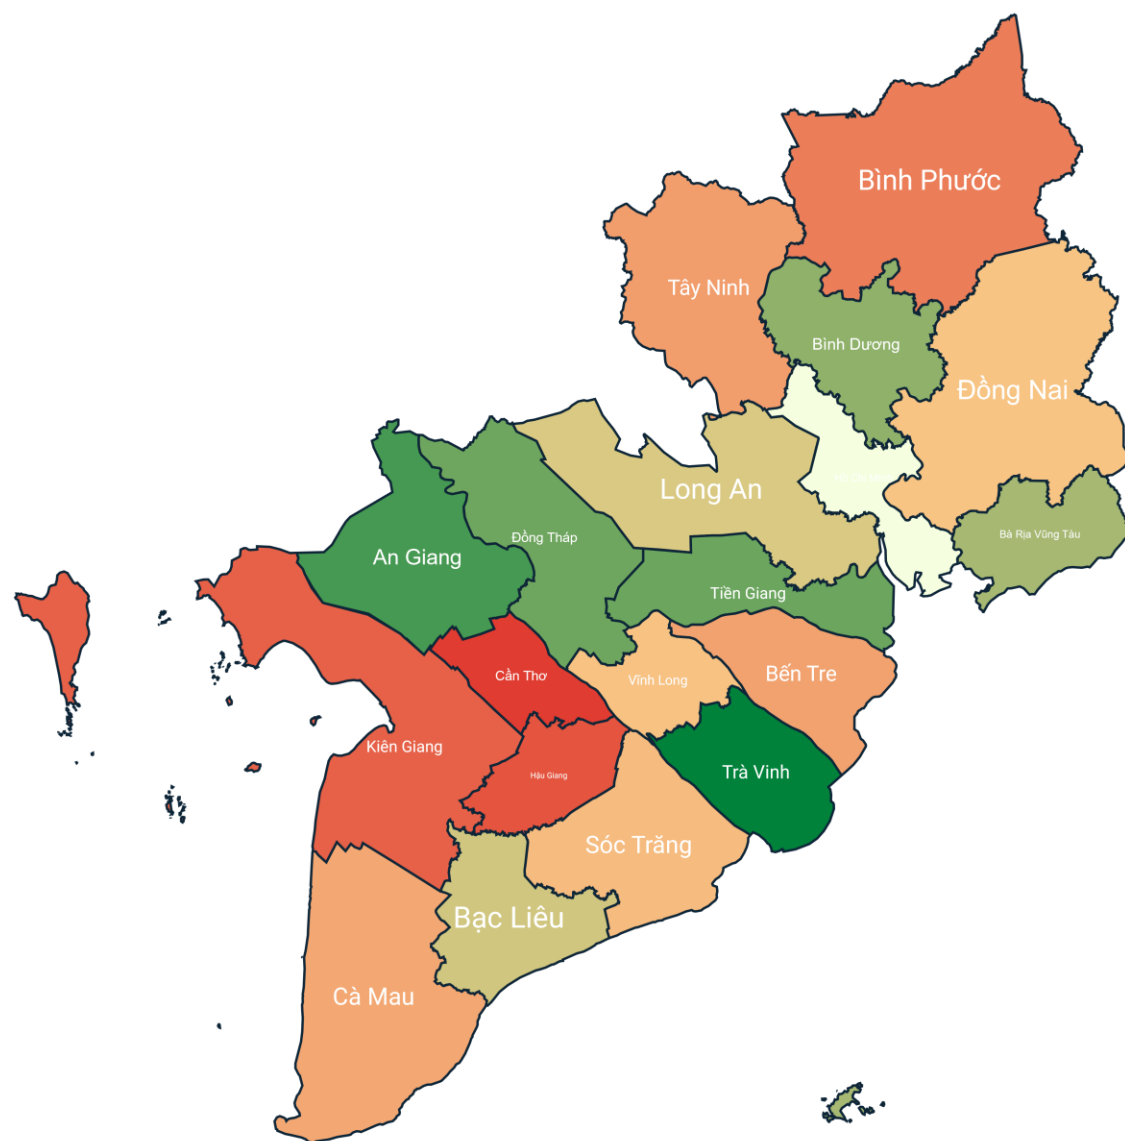 Bình Phước
Tây Ninh
Bình Dương
Đồng Nai
Long An
Bà Rịa Vũng Tàu
Đồng Tháp
An Giang
Tiền Giang
Cần Thơ
Vĩnh Long
Bến Tre
Kiên Giang
Hậu Giang
Trà Vinh
Sóc Trăng
Bạc Liêu
Cà Mau